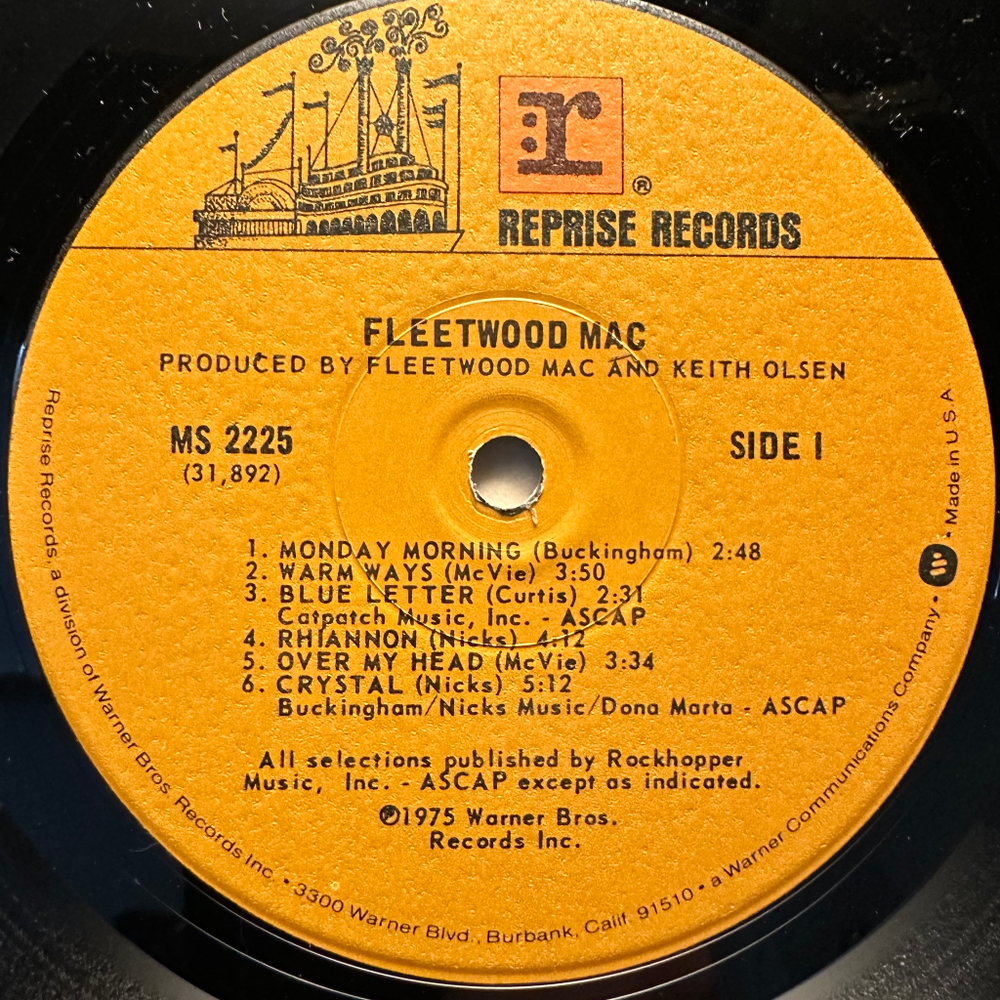 :r
®
REPRISE RECORDS
FLEETWOOD MAC
PRODUCED BY FLEETWOOD MAC AND KEITH OLSEN
MS 2225
(31,892)
SIDE 1
1. MONDAY MORNING (Buckingham) 2:48
2. WARM WAYS (McVie) 3:50
3. BLUE LETTER (Curtis) 2:31
Catpatch Music, Inc. - ASCAP
4. RHIANNON (Nicks) 4:12
5. OVER MY HEAD (McVie) 3:34
6. CRYSTAL (Nicks) 5:12
Buckingham/Nicks Music/Dona Marta - ASCAP
All selections published by Rockhopper
Music, Inc. - ASCAP except as indicated.
℗1975 Warner Bros.
Records Inc.
Reprise Records, a division of Warner Bros. Records Inc. • 3300 Warner Blvd., Burbank, Calif. 91510 • a Warner Communications Company • Made in U.S.A